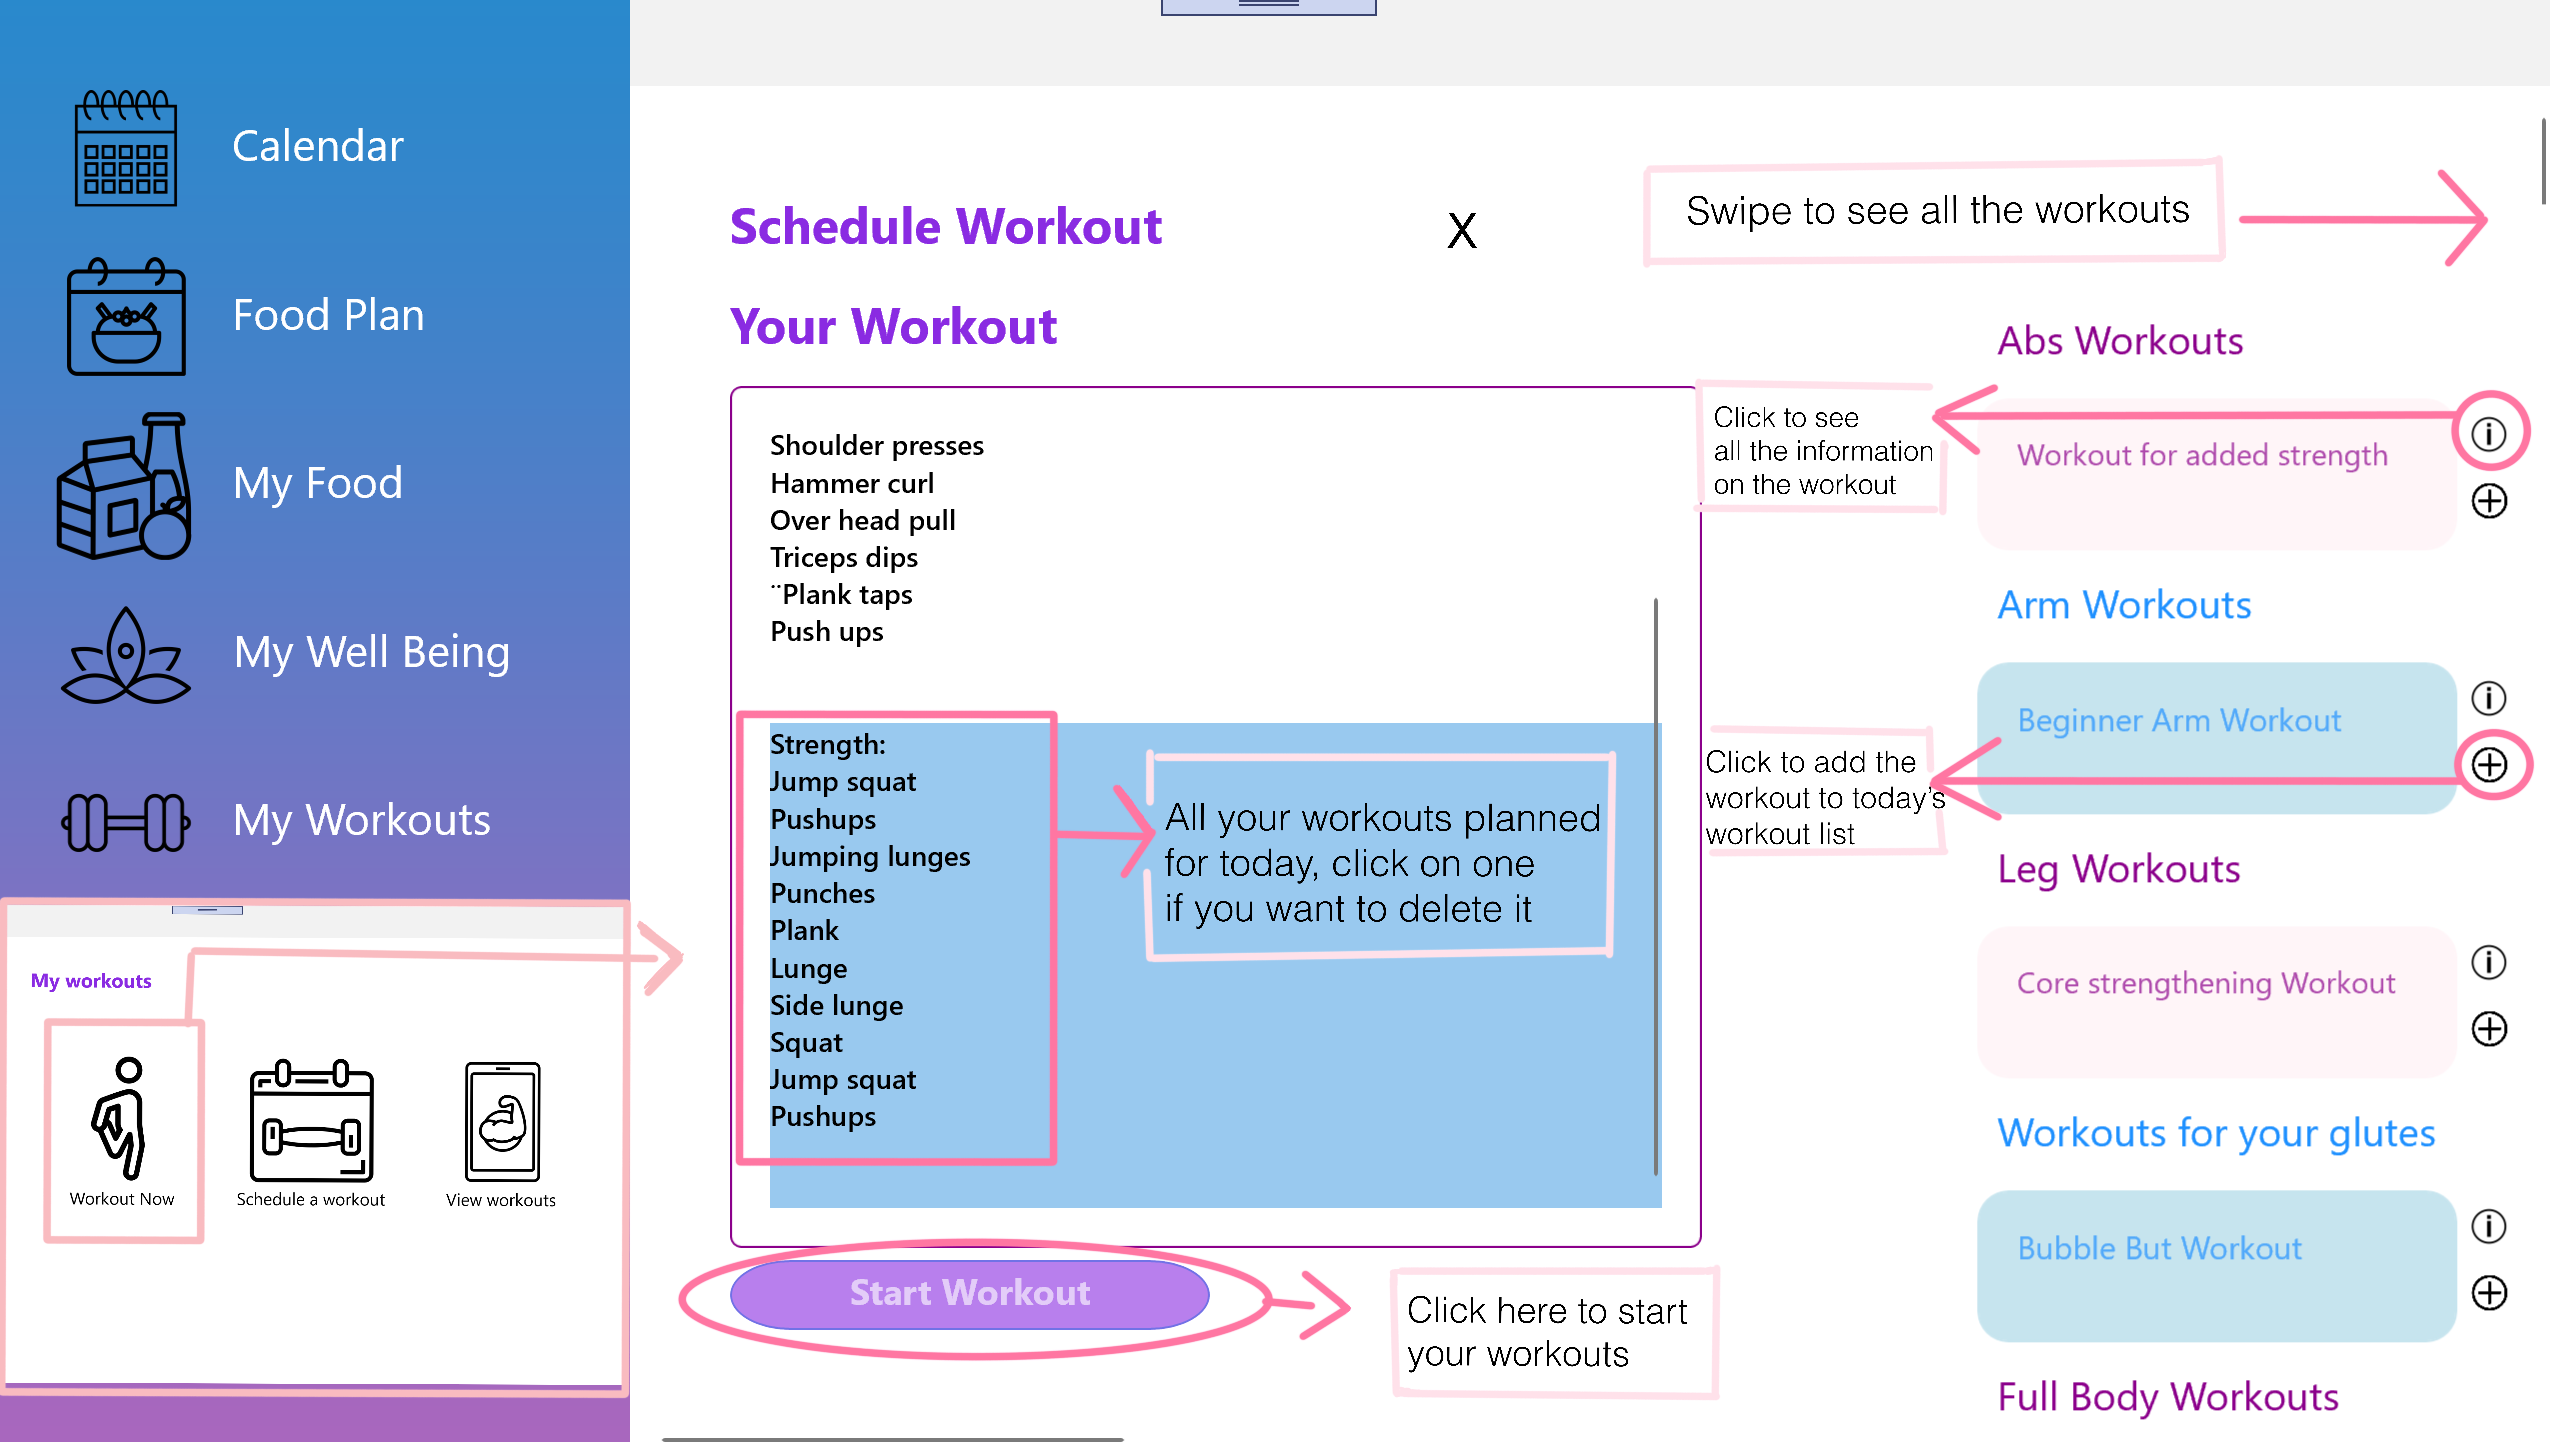 Calendar
Food Plan
My Food
My Well Being
My Workouts
My workouts
Workout Now
Schedule a workout
View workouts
Schedule Workout
X
Your Workout
Shoulder presses
Hammer curl
Over head pull
Triceps dips
¨Plank taps
Push ups
Strength:
Jump squat
Pushups
Jumping lunges
Punches
Plank
Lunge
Side lunge
Squat
Jump squat
Pushups
All your workouts planned
for today, click on one
if you want to delete it
Start Workout
Click here to start
your workouts
Swipe to see all the workouts
Click to see
all the information
on the workout
Click to add the
workout to today's
workout list
Abs Workouts
Workout for added strength
Arm Workouts
Beginner Arm Workout
Leg Workouts
Core strengthening Workout
Workouts for your glutes
Bubble But Workout
Full Body Workouts